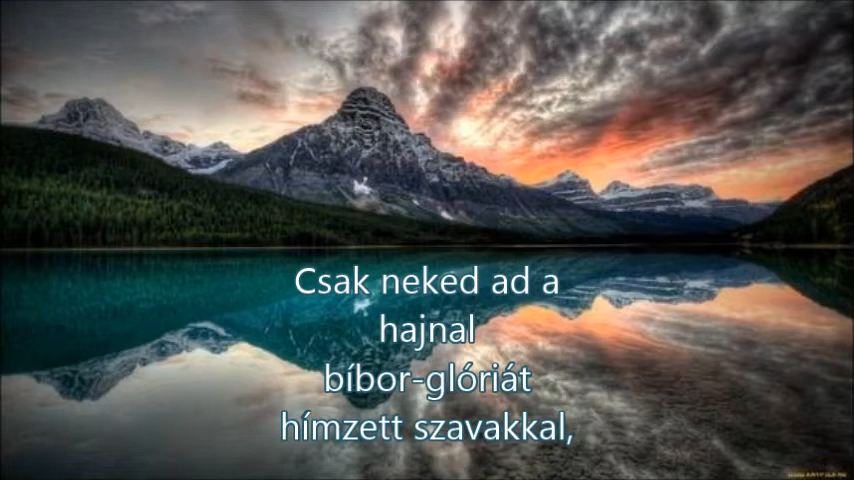 Csak neked ad a
hajnal
bíbor-glóriát
hímzett szavakkal,